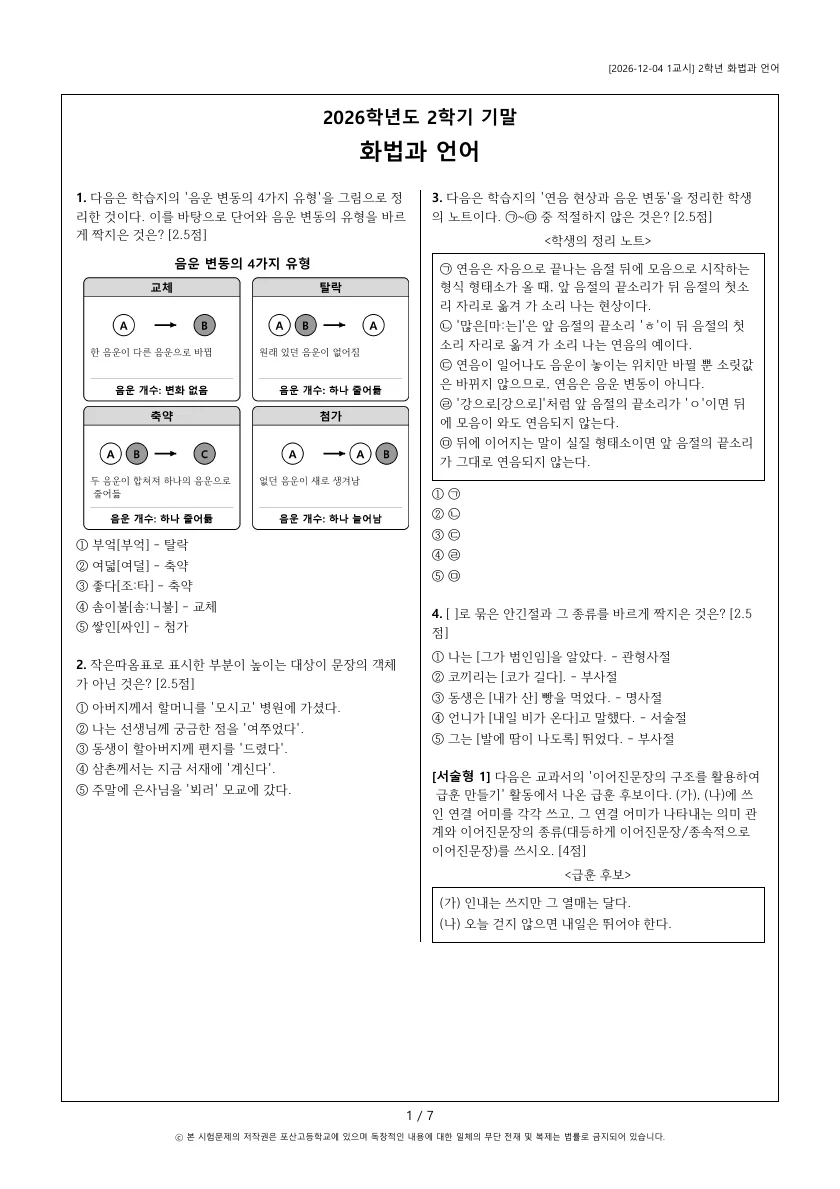 [2026-12-04 1교시] 2학년 화법과 언어
2026학년도 2학기 기말
화법과 언어
1. 다음은 학습지의 '음운 변동의 4가지 유형'을 그림으로 정
리한 것이다. 이를 바탕으로 단어와 음운 변동의 유형을 바르
게 짝지은 것은? [2.5점]
음운 변동의 4가지 유형
교체
A → B
한 음운이 다른 음운으로 바뀜
음운 개수: 변화 없음
탈락
A B → A
원래 있던 음운이 없어짐
음운 개수: 하나 줄어듦
축약
A B → C
두 음운이 합쳐져 하나의 음운으로
줄어듦
음운 개수: 하나 줄어듦
첨가
A → A B
없던 음운이 새로 생겨남
음운 개수: 하나 늘어남
① 부엌[부억] – 탈락
② 여덟[여덜] – 축약
③ 좋다[조:타] – 축약
④ 솜이불[솜:니불] – 교체
⑤ 쌓인[싸인] – 첨가
2. 작은따옴표로 표시한 부분이 높이는 대상이 문장의 객체
가 아닌 것은? [2.5점]
① 아버지께서 할머니를 '모시고' 병원에 가셨다.
② 나는 선생님께 궁금한 점을 '여쭈었다'.
③ 동생이 할아버지께 편지를 '드렸다'.
④ 삼촌께서는 지금 서재에 '계신다'.
⑤ 주말에 은사님을 '뵈러' 모교에 갔다.
3. 다음은 학습지의 '연음 현상과 음운 변동'을 정리한 학생
의 노트이다. ㉠~㉤ 중 적절하지 않은 것은? [2.5점]
<학생의 정리 노트>
㉠ 연음은 자음으로 끝나는 음절 뒤에 모음으로 시작하는
형식 형태소가 올 때, 앞 음절의 끝소리가 뒤 음절의 첫소
리 자리로 옮겨 가 소리 나는 현상이다.
㉡ '많은[마:는]'은 앞 음절의 끝소리 'ㅎ'이 뒤 음절의 첫
소리 자리로 옮겨 가 소리 나는 연음의 예이다.
㉢ 연음이 일어나도 음운이 놓이는 위치만 바뀔 뿐 소릿값
은 바뀌지 않으므로, 연음은 음운 변동이 아니다.
㉣ '강으로[강으로]'처럼 앞 음절의 끝소리가 'ㅇ'이면 뒤
에 모음이 와도 연음되지 않는다.
㉤ 뒤에 이어지는 말이 실질 형태소이면 앞 음절의 끝소리
가 그대로 연음되지 않는다.
① ㉠
② ㉡
③ ㉢
④ ㉣
⑤ ㉤
4. [ ]로 묶은 안긴절과 그 종류를 바르게 짝지은 것은? [2.5
점]
① 나는 [그가 범인임]을 알았다. – 관형사절
② 코끼리는 [코가 길다]. – 부사절
③ 동생은 [내가 산] 빵을 먹었다. – 명사절
④ 언니가 [내일 비가 온다]고 말했다. – 서술절
⑤ 그는 [발에 땀이 나도록] 뛰었다. – 부사절
[서술형 1] 다음은 교과서의 '이어진문장의 구조를 활용하여
급훈 만들기' 활동에서 나온 급훈 후보이다. (가), (나)에 쓰
인 연결 어미를 각각 쓰고, 그 연결 어미가 나타내는 의미 관
계와 이어진문장의 종류(대등하게 이어진문장/종속적으로
이어진문장)를 쓰시오. [4점]
<급훈 후보>
(가) 인내는 쓰지만 그 열매는 달다.
(나) 오늘 걷지 않으면 내일은 뛰어야 한다.
1 / 7
ⓒ 본 시험문제의 저작권은 포산고등학교에 있으며 독창적인 내용에 대한 일체의 무단 전재 및 복제는 법률로 금지되어 있습니다.